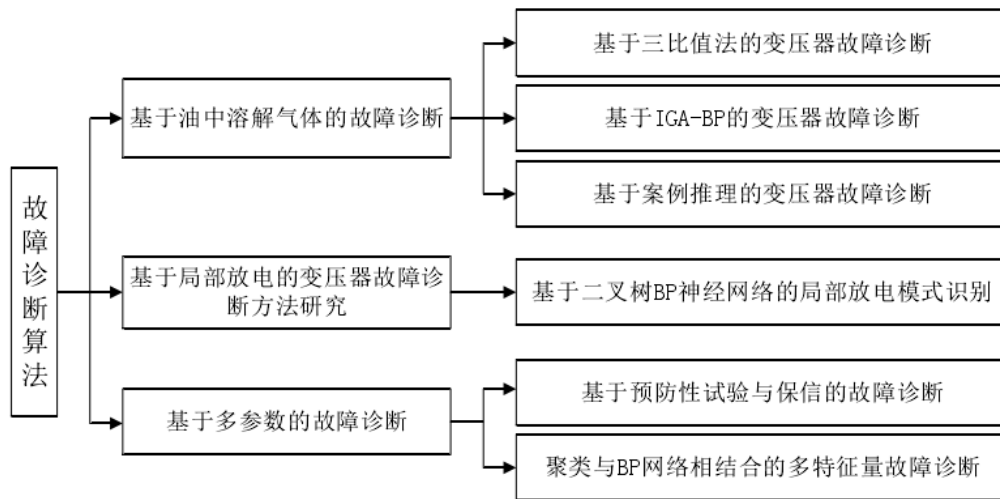 故障诊断算法
基于油中溶解气体的故障诊断
基于三比值法的变压器故障诊断
基于IGA-BP的变压器故障诊断
基于案例推理的变压器故障诊断
基于局部放电的变压器故障诊
断方法研究
基于二叉树BP神经网络的局部放电模式识别
基于多参数的故障诊断
基于预防性试验与保信的故障诊断
聚类与BP网络相结合的多特征量故障诊断